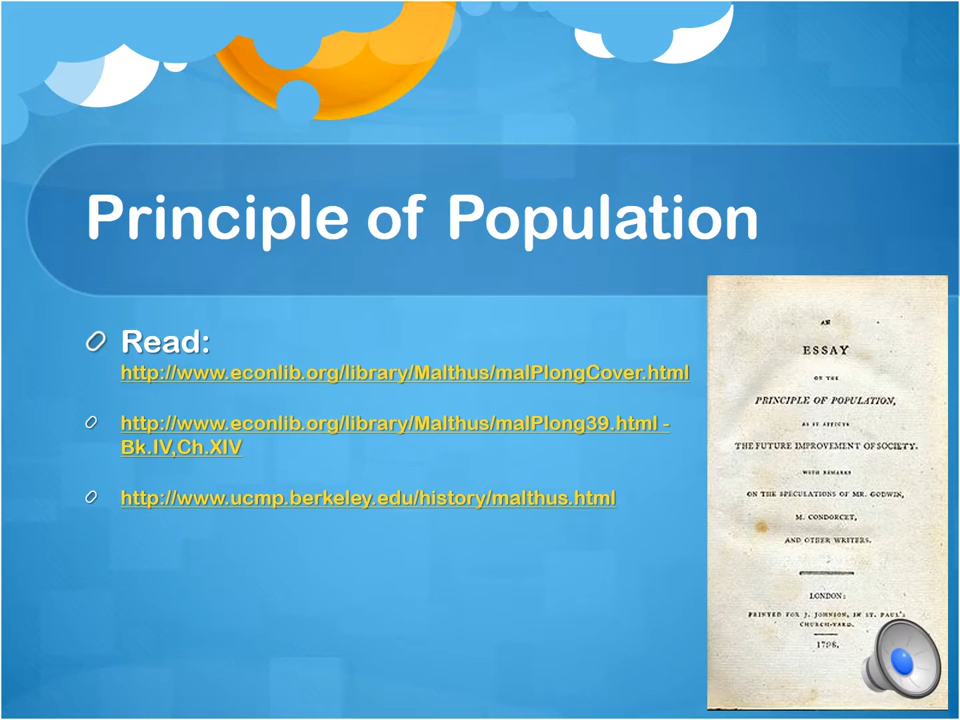 Principle of Population
Read:
http://www.econlib.org/library/Malthus/malPlongCover.html
http://www.econlib.org/library/Malthus/malPlong39.html -
Bk.IV,Ch.XIV
http://www.ucmp.berkeley.edu/history/malthus.html
AN
ESSAY
ON THE
PRINCIPLE OF POPULATION,
AS IT AFFECTS
THE FUTURE IMPROVEMENT OF SOCIETY.
WITH REMARKS
ON THE SPECULATIONS OF MR. GODWIN,
M. CONDORCET,
AND OTHER WRITERS.
LONDON:
PRINTED FOR J. JOHNSON, IN ST. PAUL'S
CHURCH-YARD.
1798.